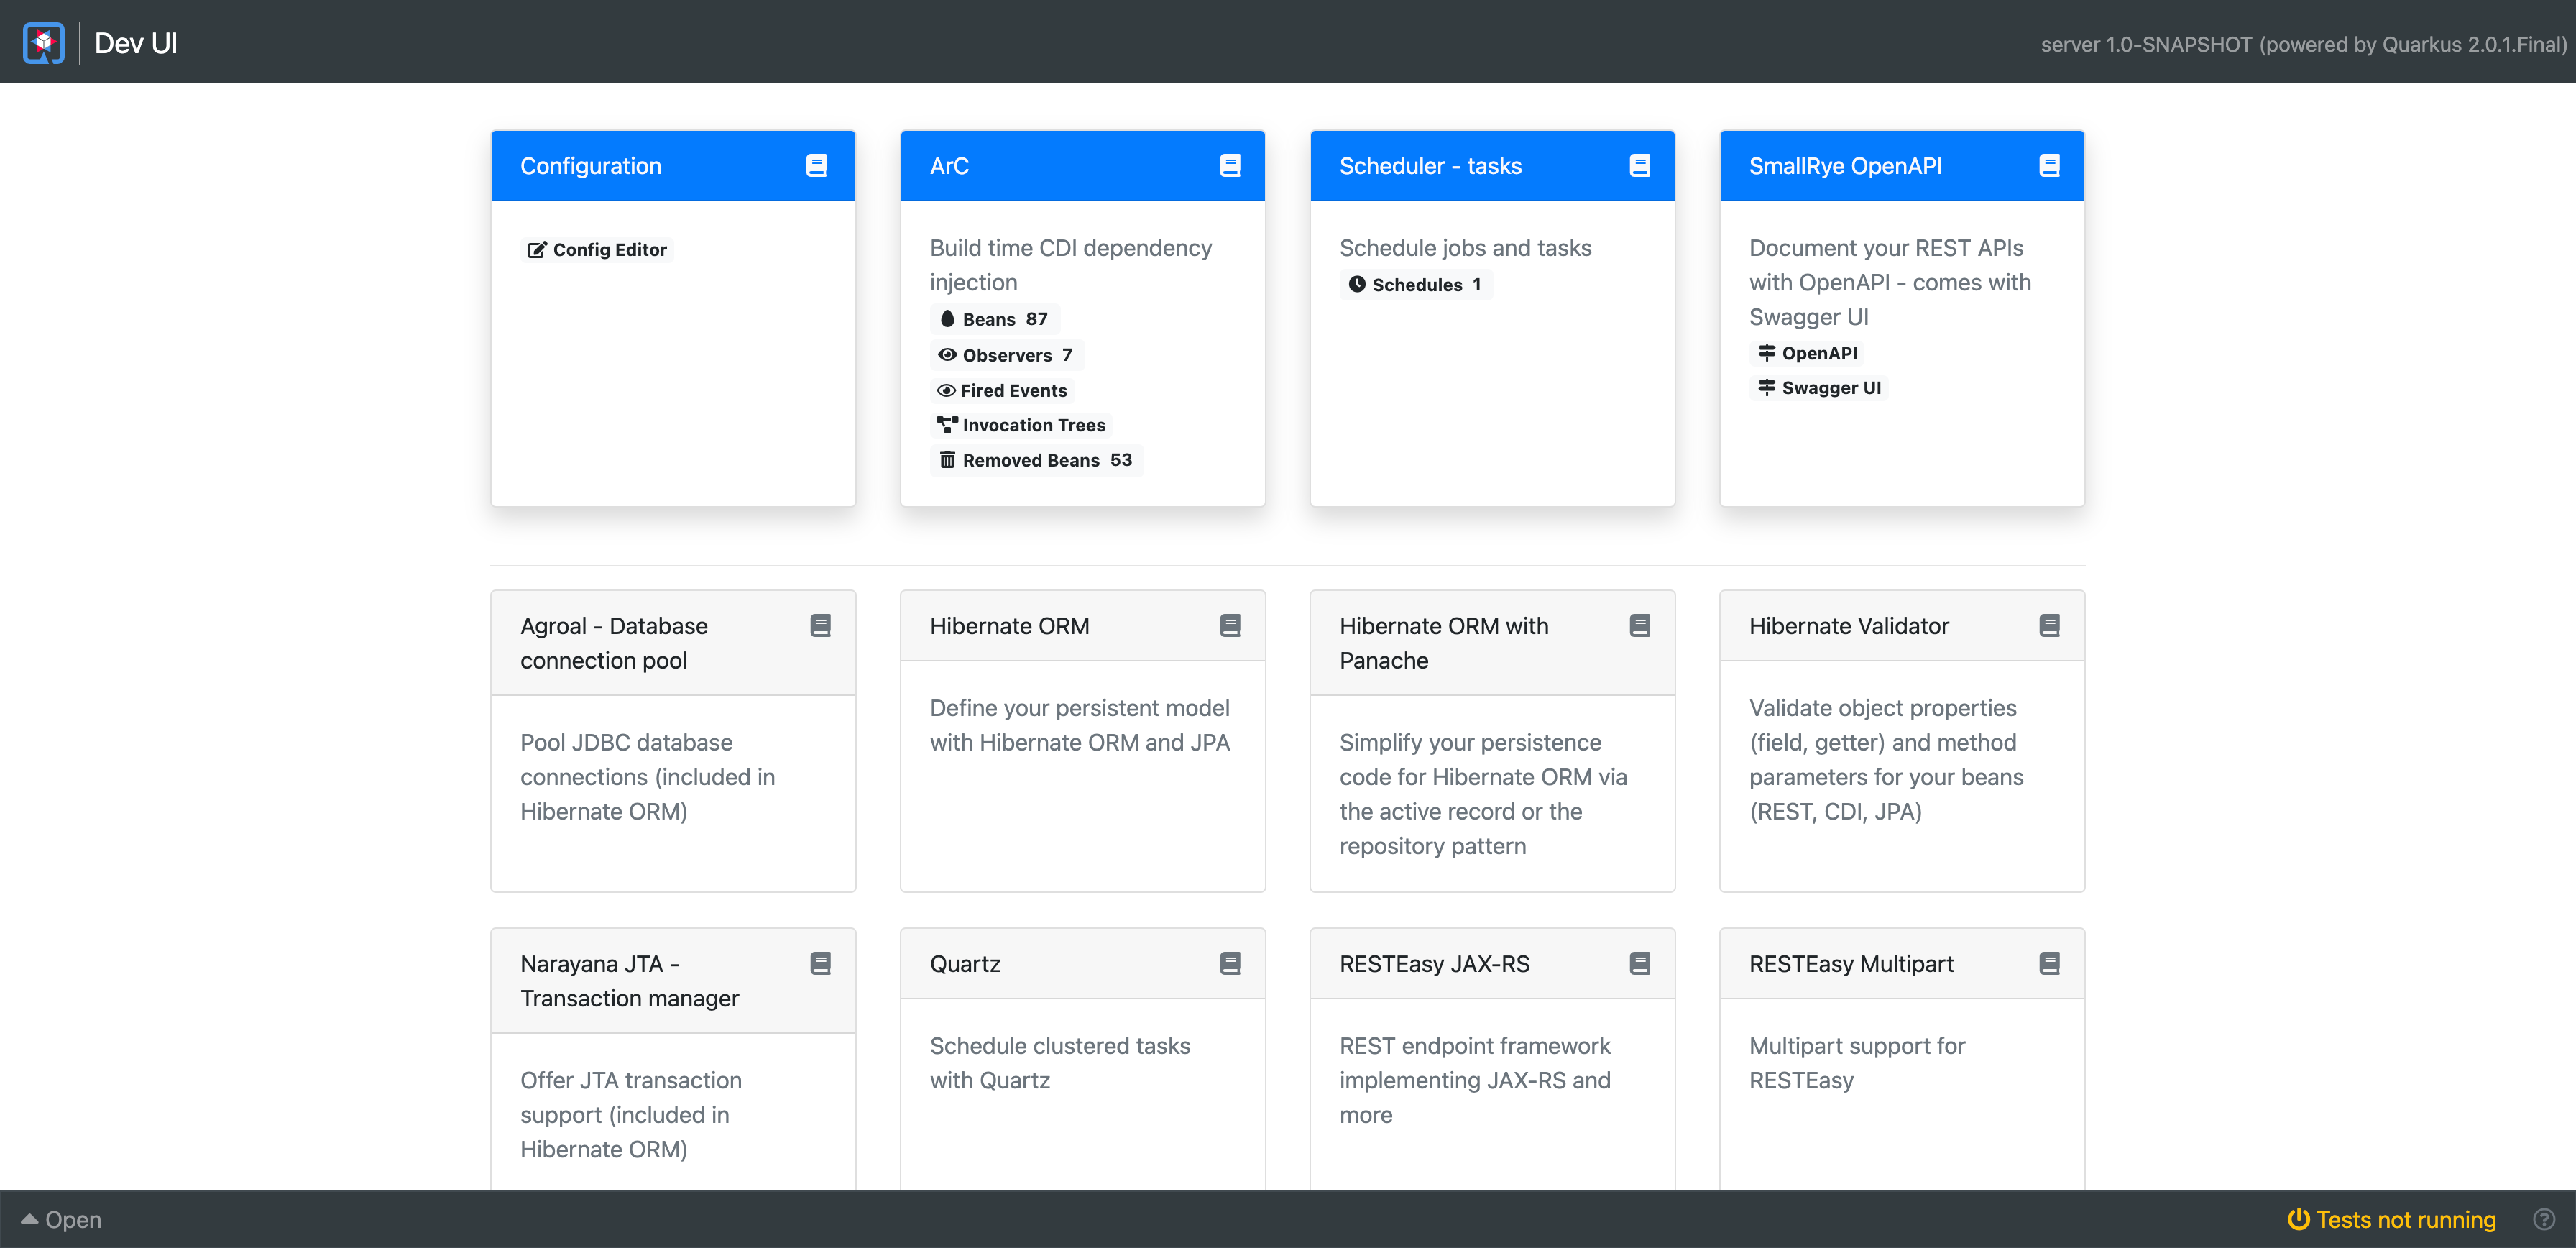 Dev UI
server 1.0-SNAPSHOT (powered by Quarkus 2.0.1.Final)
Configuration
Config Editor
ArC
Build time CDI dependency
injection
Beans 87
Observers 7
Fired Events
Invocation Trees
Removed Beans 53
Scheduler - tasks
Schedule jobs and tasks
Schedules 1
SmallRye OpenAPI
Document your REST APIs
with OpenAPI - comes with
Swagger UI
OpenAPI
Swagger UI
Agroal - Database
connection pool
Pool JDBC database
connections (included in
Hibernate ORM)
Hibernate ORM
Define your persistent model
with Hibernate ORM and JPA
Hibernate ORM with
Panache
Simplify your persistence
code for Hibernate ORM via
the active record or the
repository pattern
Hibernate Validator
Validate object properties
(field, getter) and method
parameters for your beans
(REST, CDI, JPA)
Narayana JTA -
Transaction manager
Offer JTA transaction
support (included in
Hibernate ORM)
Quartz
Schedule clustered tasks
with Quartz
RESTEasy JAX-RS
REST endpoint framework
implementing JAX-RS and
more
RESTEasy Multipart
Multipart support for
RESTEasy
Open
Tests not running
?